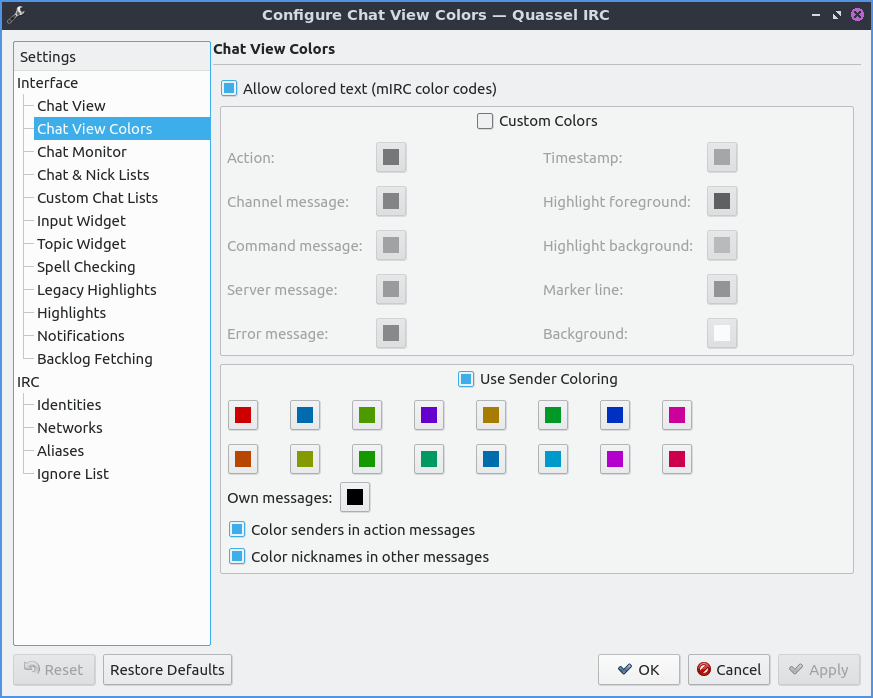 Configure Chat View Colors — Quassel IRC
Settings
Interface
Chat View
Chat View Colors
Chat Monitor
Chat & Nick Lists
Custom Chat Lists
Input Widget
Topic Widget
Spell Checking
Legacy Highlights
Highlights
Notifications
Backlog Fetching
IRC
Identities
Networks
Aliases
Ignore List
Chat View Colors
Allow colored text (mIRC color codes)
Custom Colors
Action:
Timestamp:
Channel message:
Highlight foreground:
Command message:
Highlight background:
Server message:
Marker line:
Error message:
Background:
Use Sender Coloring
Own messages:
Color senders in action messages
Color nicknames in other messages
Reset
Restore Defaults
OK
Cancel
Apply